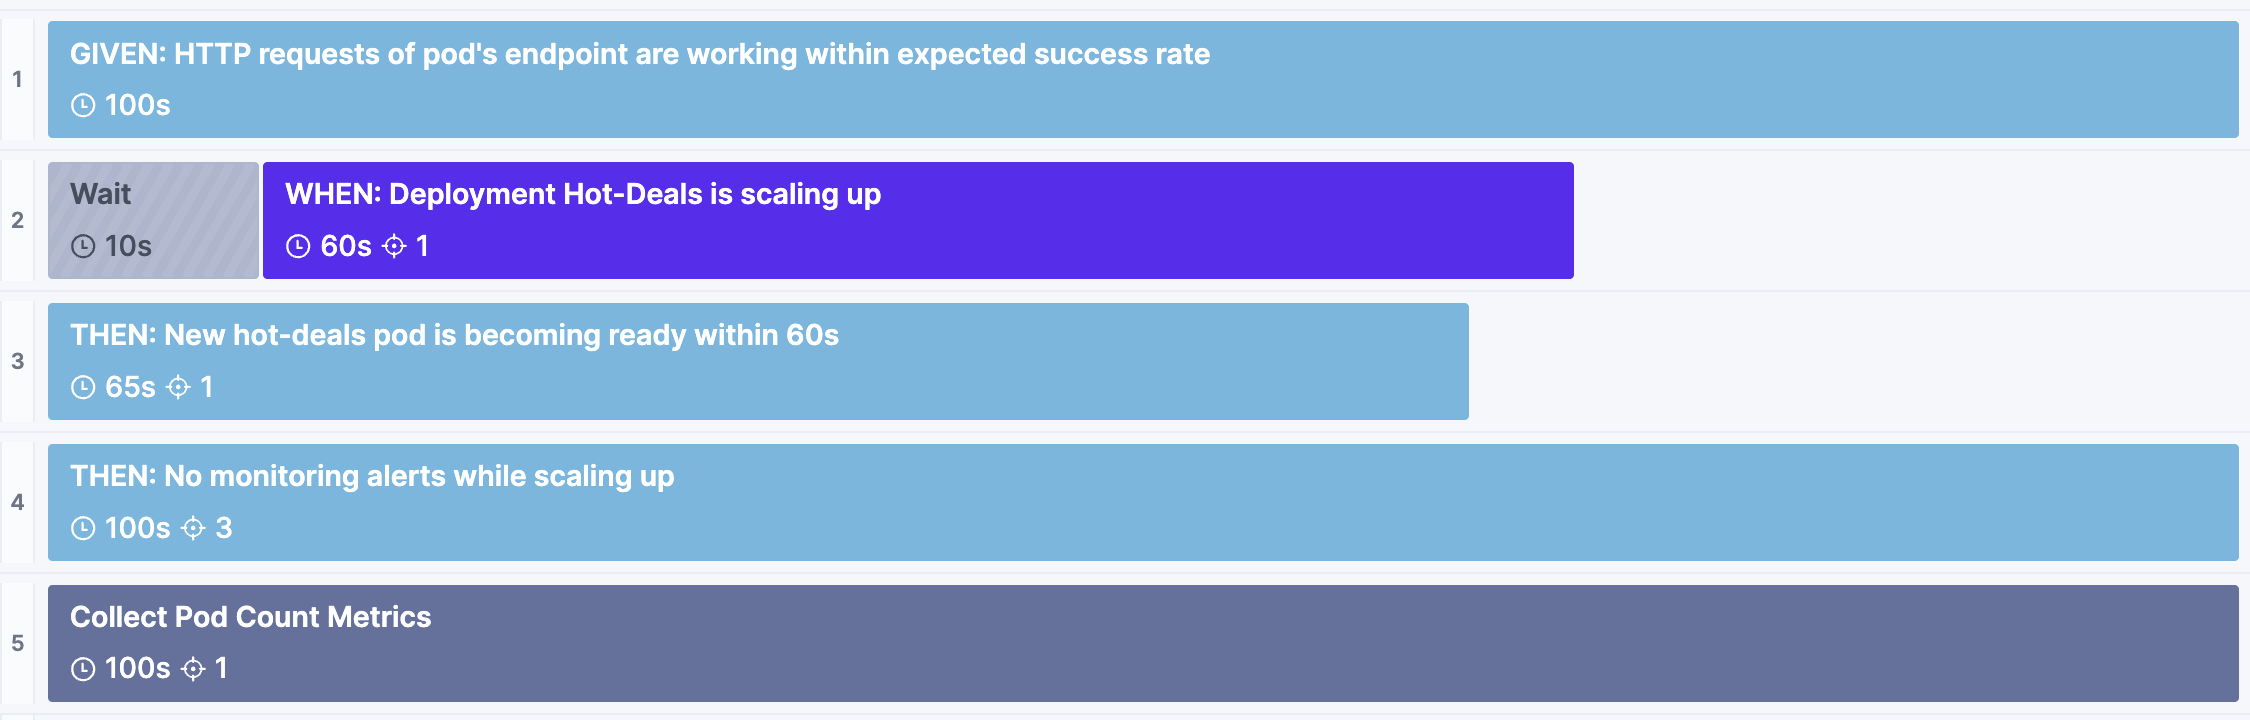 1
GIVEN: HTTP requests of pod's endpoint are working within expected success rate
100s
2
Wait
10s
WHEN: Deployment Hot-Deals is scaling up
60s 1
3
THEN: New hot-deals pod is becoming ready within 60s
65s 1
4
THEN: No monitoring alerts while scaling up
100s 3
5
Collect Pod Count Metrics
100s 1